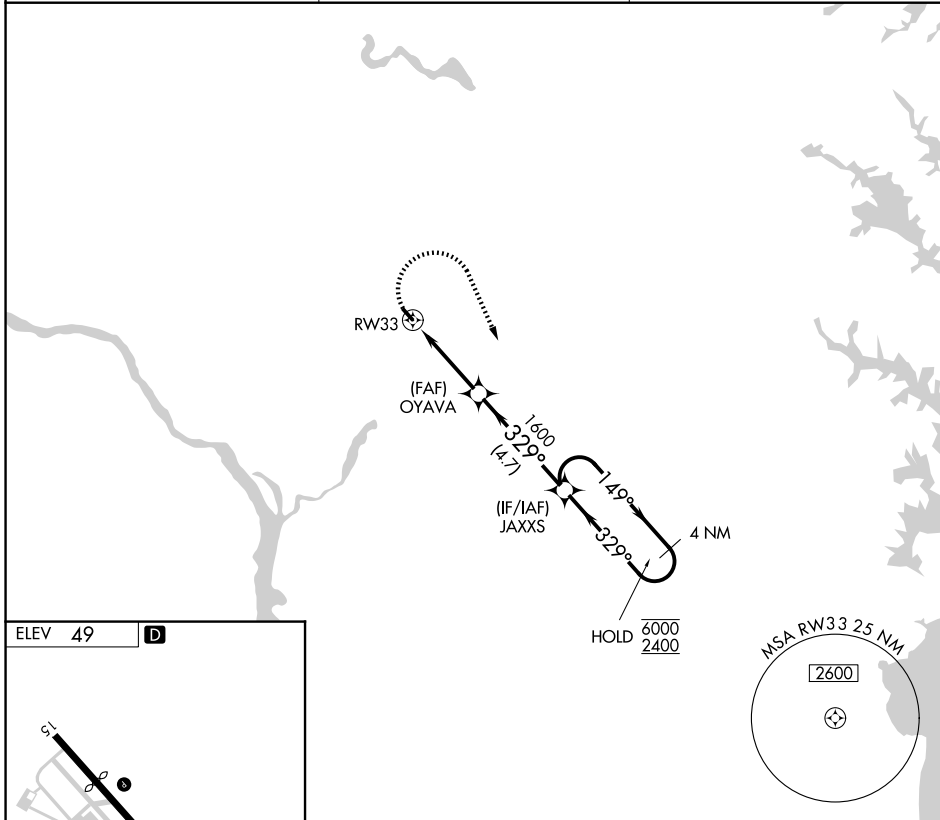 RW33
(FAF)
OYAVA
1600
329°
(4.7)
(IF/IAF)
JAXXS
149°
329°
4 NM
HOLD 6000
2400
MSA RW33 25 NM
2600
ELEV 49 D
15